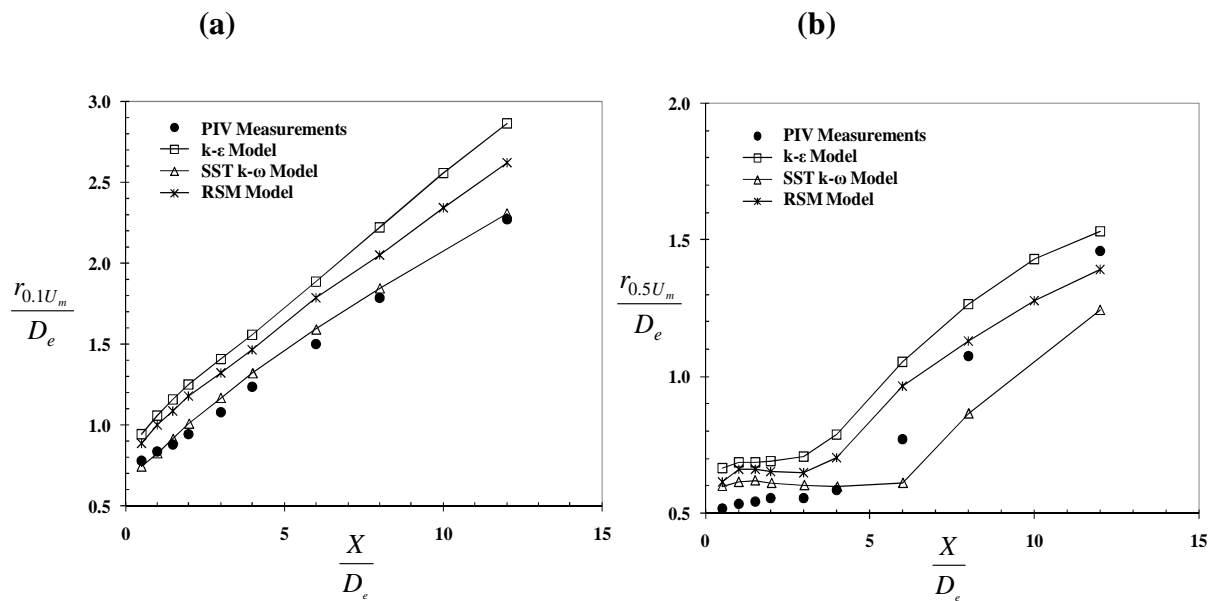 (a)
3.0
2.5
2.0
1.5
1.0
0.5
0
5
10
15
PIV Measurements
k-ε Model
SST k-ω Model
RSM Model
r0.1Um
De
X
De
(b)
2.0
1.5
1.0
0.5
0
5
10
15
PIV Measurements
k-ε Model
SST k-ω Model
RSM Model
r0.5Um
De
X
De